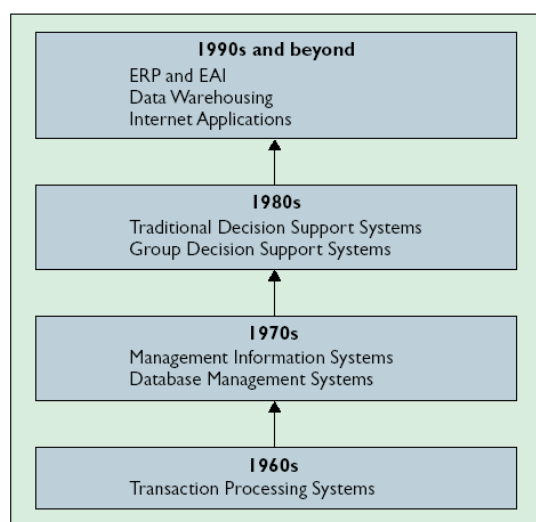 1990s and beyond
ERP and EAI
Data Warehousing
Internet Applications
1980s
Traditional Decision Support Systems
Group Decision Support Systems
1970s
Management Information Systems
Database Management Systems
1960s
Transaction Processing Systems